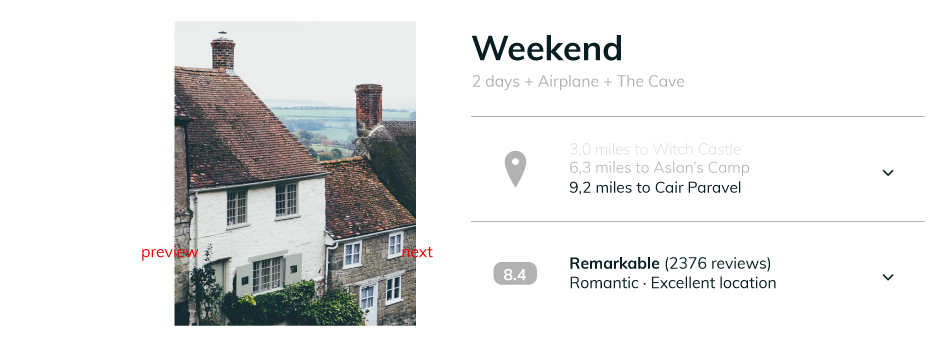 Weekend
2 days + Airplane + The Cave
3,0 miles to Witch Castle
6,3 miles to Aslan's Camp
9,2 miles to Cair Paravel
preview
next
8.4
Remarkable (2376 reviews)
Romantic · Excellent location